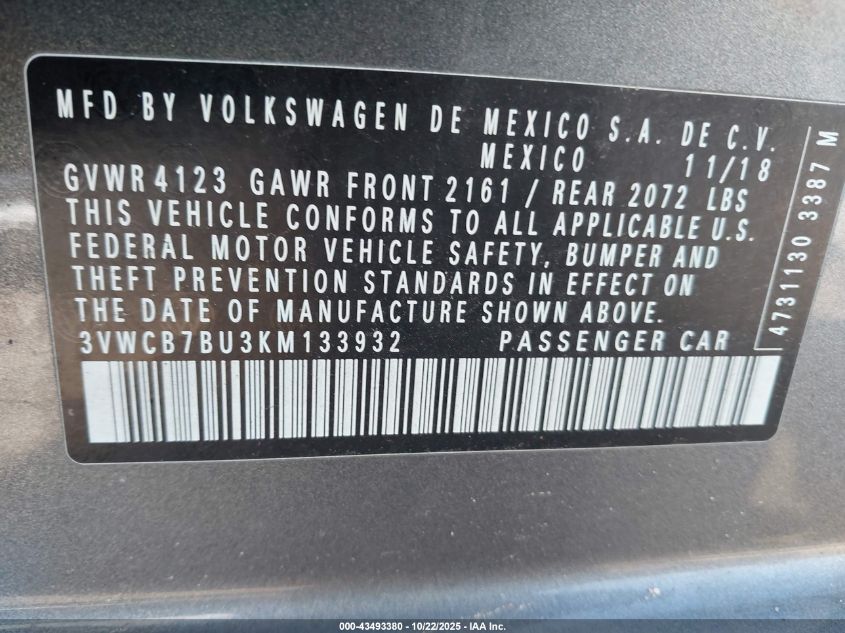 MFD BY VOLKSWAGEN DE MEXICO S.A. DE C.V.
MEXICO 11/18
GVWR 4123 GAWR FRONT 2161 / REAR 2072 LBS
THIS VEHICLE CONFORMS TO ALL APPLICABLE U.S.
FEDERAL MOTOR VEHICLE SAFETY, BUMPER AND
THEFT PREVENTION STANDARDS IN EFFECT ON
THE DATE OF MANUFACTURE SHOWN ABOVE.
3VWCB7BU3KM133932 PASSENGER CAR
4731130 3387 M
000-43493380 - 10/22/2025 - IAA Inc.